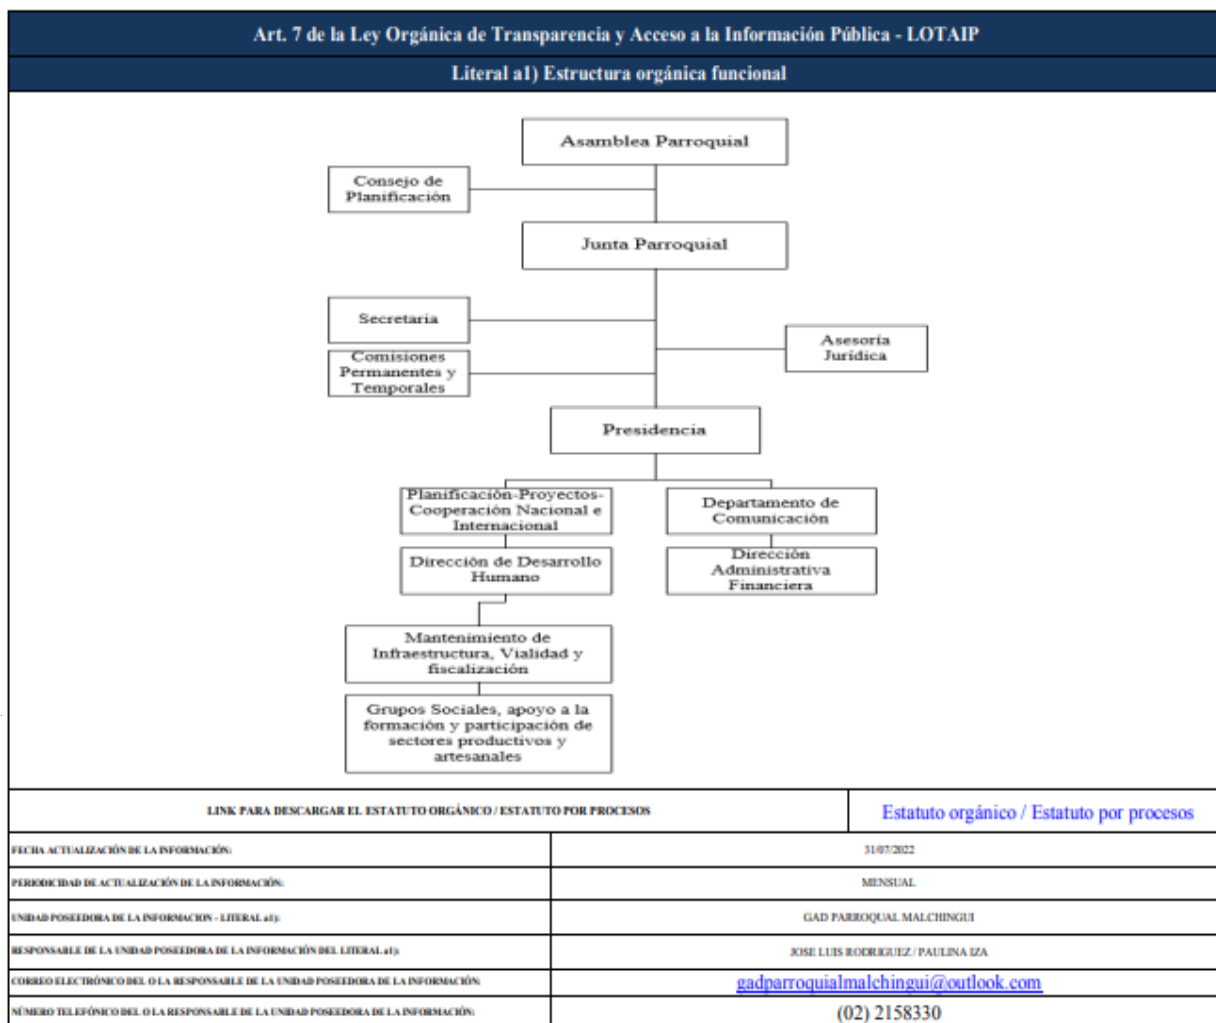 Art. 7 de la Ley Orgánica de Transparencia y Acceso a la Información Pública - LOTAIP
Literal a1) Estructura orgánica funcional
Asamblea Parroquial
Consejo de
Planificación
Junta Parroquial
Secretaria
Asesoría
Jurídica
Comisiones
Permanentes y
Temporales
Presidencia
Planificación-Proyectos-
Cooperación Nacional e
Internacional
Departamento de
Comunicación
Dirección de Desarrollo
Humano
Dirección
Administrativa
Financiera
Mantenimiento de
Infraestructura, Vialidad y
fiscalización
Grupos Sociales, apoyo a la
formación y participación de
sectores productivos y
artesanales
LINK PARA DESCARGAR EL ESTATUTO ORGÁNICO / ESTATUTO POR PROCESOS
Estatuto orgánico / Estatuto por procesos
FECHA ACTUALIZACIÓN DE LA INFORMACIÓN:
31/07/2022
PERIODICIDAD DE ACTUALIZACIÓN DE LA INFORMACIÓN:
MENSUAL
UNIDAD POSEEDORA DE LA INFORMACION - LITERAL a1):
GAD PARROQUAL MALCHINGUI
RESPONSABLE DE LA UNIDAD POSEEDORA DE LA INFORMACIÓN DEL LITERAL a1):
JOSE LUIS RODRIGUEZ / PAULINA IZA
CORREO ELECTRÓNICO DEL O LA RESPONSABLE DE LA UNIDAD POSEEDORA DE LA INFORMACIÓN:
gadparroquialmalchingui@outlook.com
NÚMERO TELEFÓNICO DEL O LA RESPONSABLE DE LA UNIDAD POSEEDORA DE LA INFORMACIÓN:
(02) 2158330